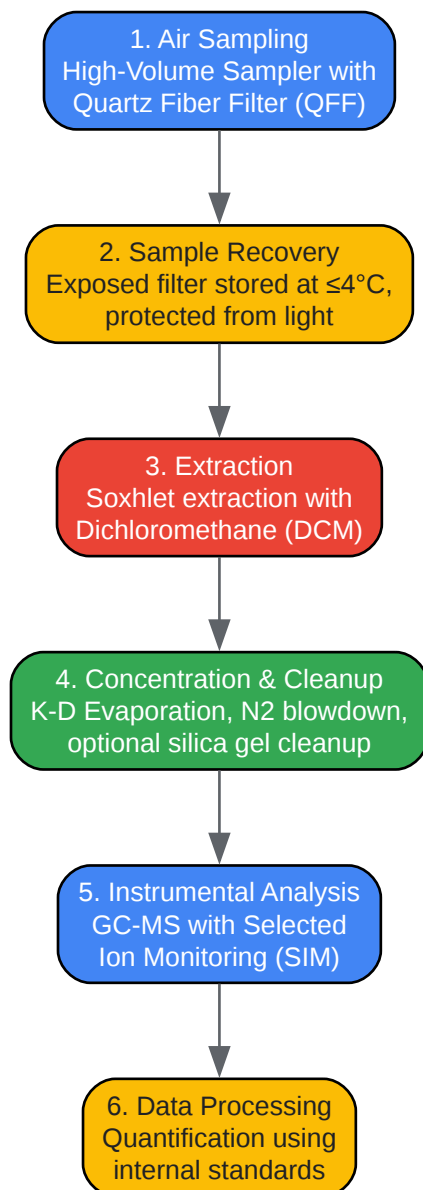 1. Air Sampling
High-Volume Sampler with
Quartz Fiber Filter (QFF)
2. Sample Recovery
Exposed filter stored at ≤4°C,
protected from light
3. Extraction
Soxhlet extraction with
Dichloromethane (DCM)
4. Concentration & Cleanup
K-D Evaporation, N2 blowdown,
optional silica gel cleanup
5. Instrumental Analysis
GC-MS with Selected
Ion Monitoring (SIM)
6. Data Processing
Quantification using
internal standards